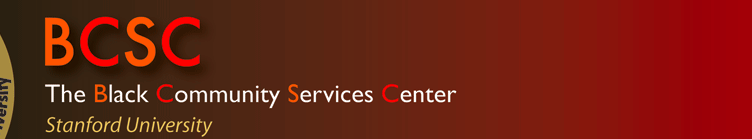 BCSC
The Black Community Services Center
Stanford University